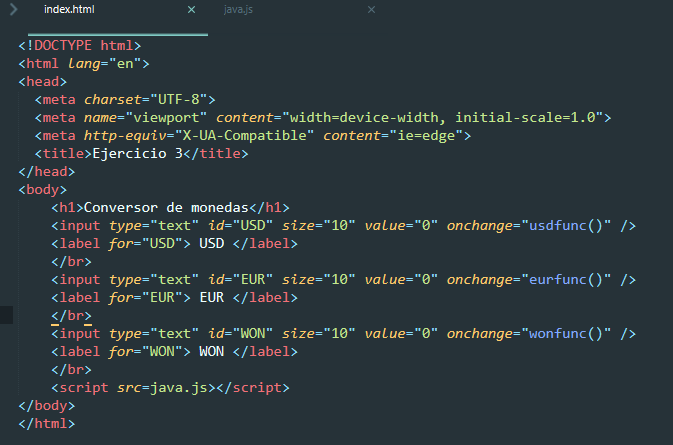 index.html × java.js ×
<!DOCTYPE html>
<html lang="en">
<head>
<meta charset="UTF-8">
<meta name="viewport" content="width=device-width, initial-scale=1.0">
<meta http-equiv="X-UA-Compatible" content="ie=edge">
<title>Ejercicio 3</title>
</head>
<body>
<h1>Conversor de monedas</h1>
<input type="text" id="USD" size="10" value="0" onchange="usdfunc()" />
<label for="USD"> USD </label>
</br>
<input type="text" id="EUR" size="10" value="0" onchange="eurfunc()" />
<label for="EUR"> EUR </label>
</br>
<input type="text" id="WON" size="10" value="0" onchange="wonfunc()" />
<label for="WON"> WON </label>
</br>
<script src=java.js></script>
</body>
</html>